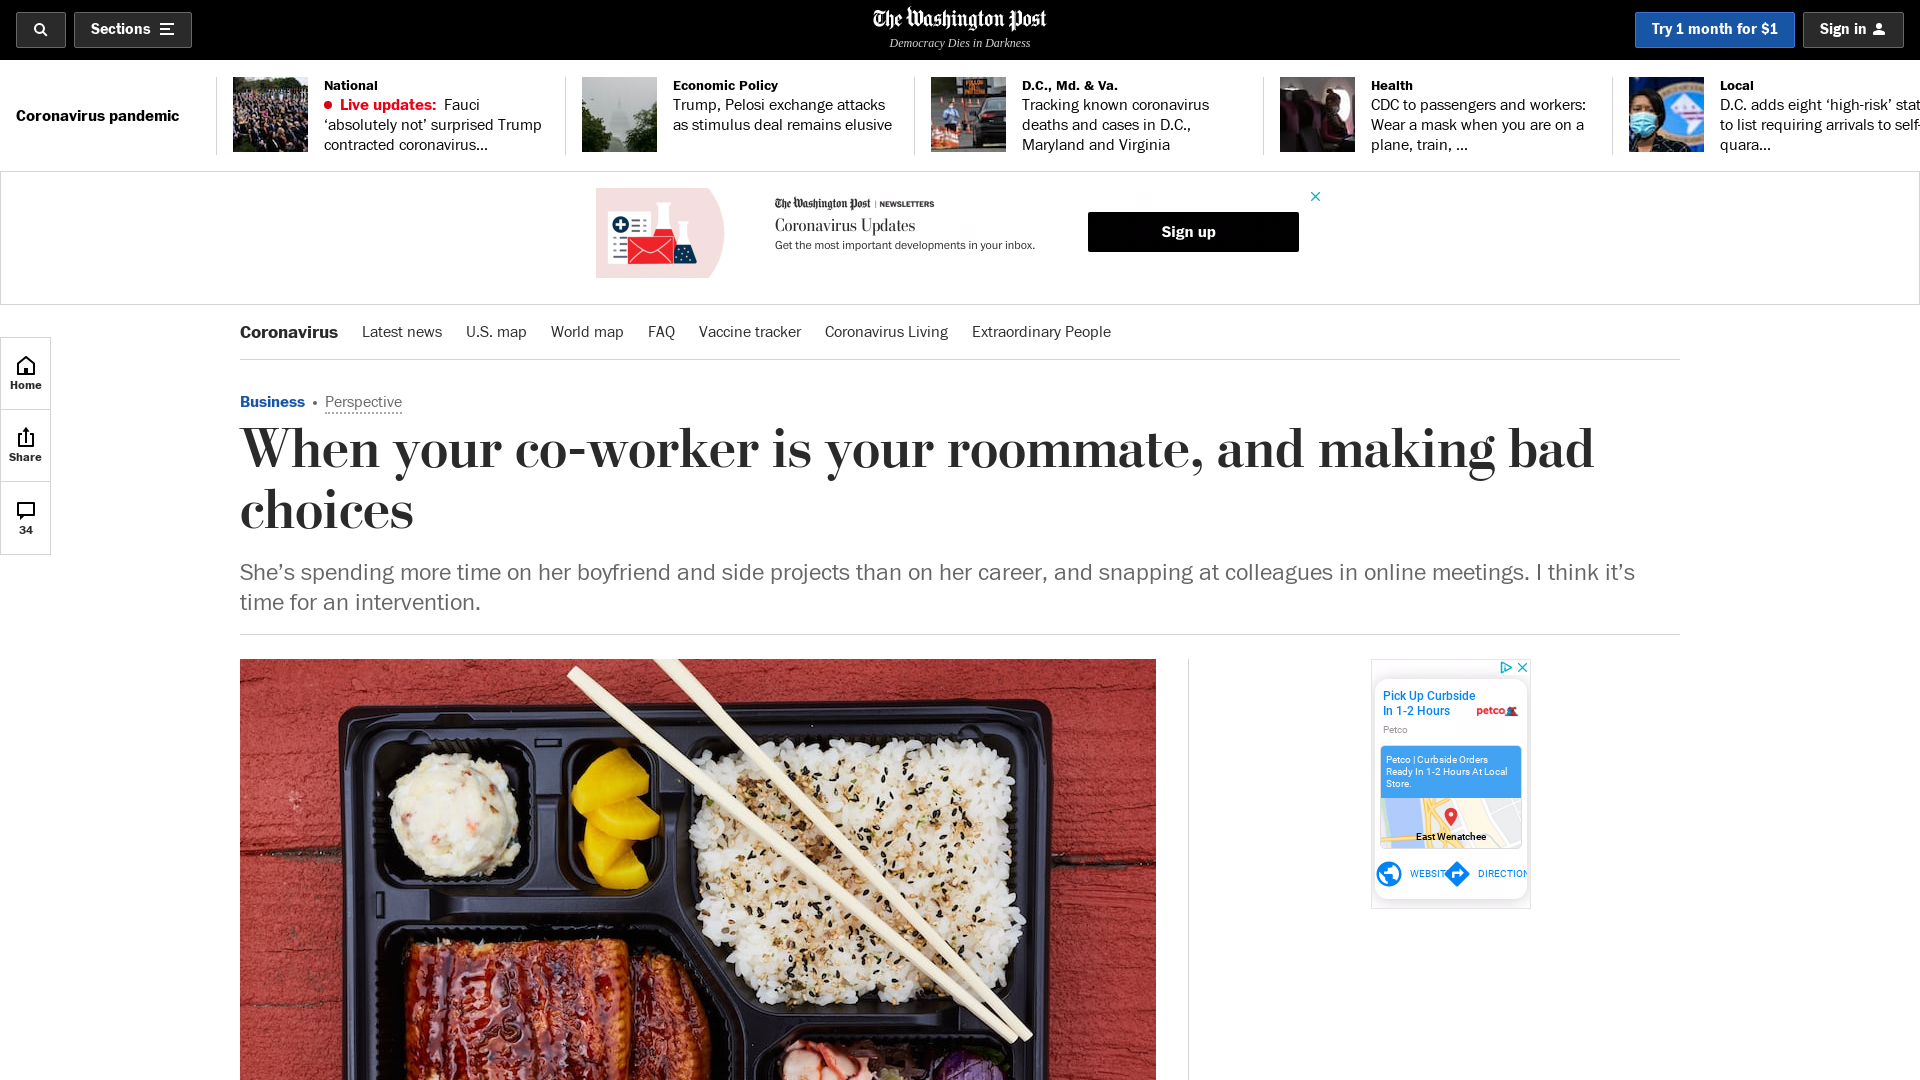 Sections
The Washington Post
Democracy Dies in Darkness
Try 1 month for $1
Sign in
Coronavirus pandemic
National
Live updates: Fauci
‘absolutely not’ surprised Trump
contracted coronavirus...
Economic Policy
Trump, Pelosi exchange attacks
as stimulus deal remains elusive
D.C., Md. & Va.
Tracking known coronavirus
deaths and cases in D.C.,
Maryland and Virginia
Health
CDC to passengers and workers:
Wear a mask when you are on a
plane, train, ...
Local
D.C. adds eight ‘high-risk’ stat
to list requiring arrivals to self-
quara...
The Washington Post | NEWSLETTERS
Coronavirus Updates
Get the most important developments in your inbox.
Sign up
Coronavirus
Latest news
U.S. map
World map
FAQ
Vaccine tracker
Coronavirus Living
Extraordinary People
Home
Share
34
Business • Perspective
When your co-worker is your roommate, and making bad
choices
She’s spending more time on her boyfriend and side projects than on her career, and snapping at colleagues in online meetings. I think it’s
time for an intervention.
Pick Up Curbside
In 1-2 Hours
petco
Petco
Petco | Curbside Orders
Ready In 1-2 Hours At Local
Store.
East Wenatchee
WEBSIT
DIRECTION